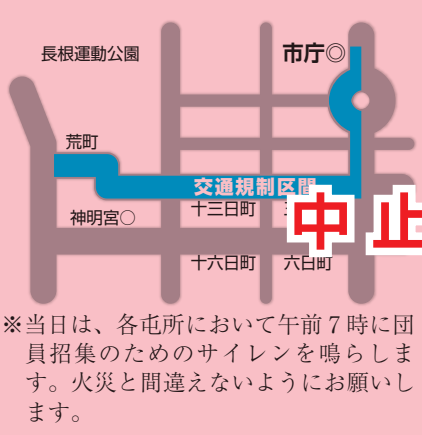 長根運動公園
市庁◎
荒町
交通規制区間
十三日町
神明宮○
中止
十六日町
六日町
※当日は、各屯所において午前７時に団
員招集のためのサイレンを鳴らしま
す。火災と間違えないようにお願いし
ます。